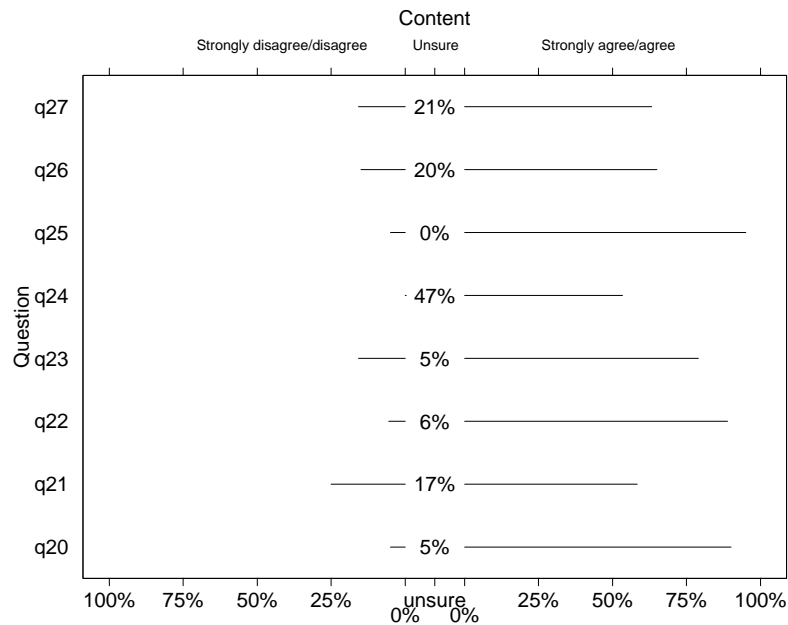 Content
Strongly disagree/disagree Unsure Strongly agree/agree
q27 21%
q26 20%
q25 0%
q24 47%
Question
q23 5%
q22 6%
q21 17%
q20 5%
100% 75% 50% 25% unsure 25% 50% 75% 100%
0% 0%